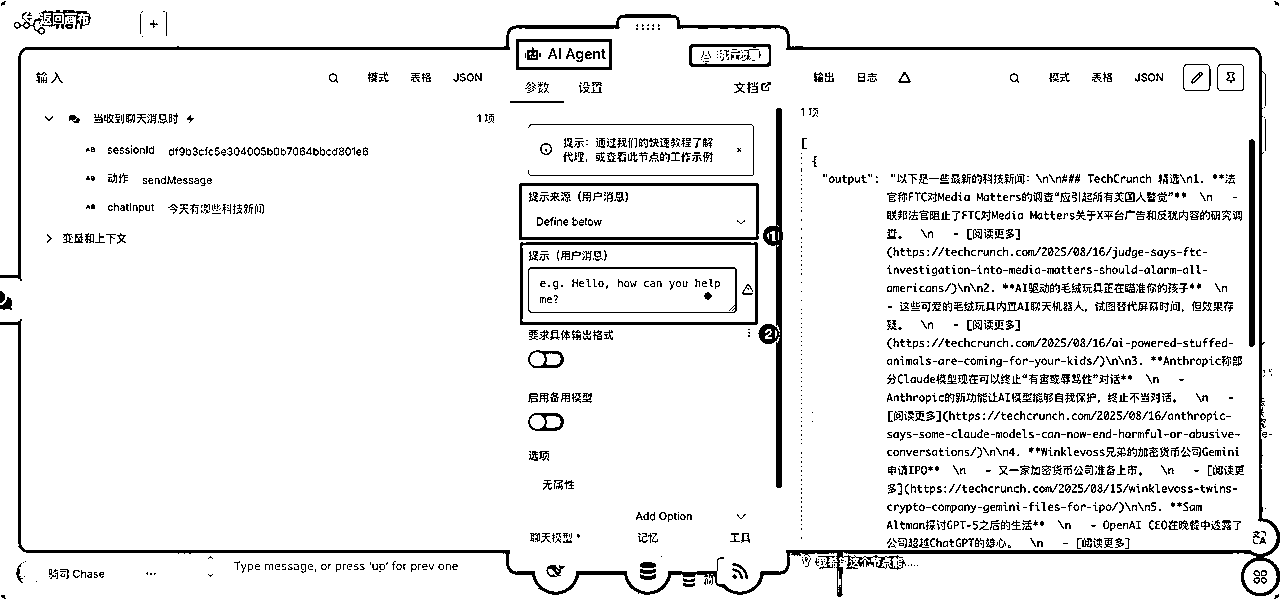 返回画布
+
输入
模式
表格
JSON
当收到聊天消息时
1项
sessionId df9b3cfc5e304005b0b7064bbcd801e6
动作 sendMessage
chatInput 今天有哪些科技新闻
变量和上下文
AI Agent
参数
设置
文档
提示：通过我们的快速教程了解
代理，或查看此节点的工作示例
提示来源（用户消息）
Define below
1
提示（用户消息）
e.g. Hello, how can you help
me?
2
要求具体输出格式
启用备用模型
选项
无属性
Add Option
聊天模型 *
记忆
工具
输出
日志
模式
表格
JSON
1项
[
{
"output": "以下是一些最新的科技新闻：\n\n### TechCrunch 精选\n1. **法
官称FTC对Media Matters的调查“应引起所有美国人警觉”** \n -
联邦法官阻止了FTC对Media Matters关于X平台广告和反犹内容的研究调
查。 \n - [阅读更多]
(https://techcrunch.com/2025/08/16/judge-says-ftc-
investigation-into-media-matters-should-alarm-all-
americans/)\n\n2. **AI驱动的毛绒玩具正在瞄准你的孩子** \n
- 这些可爱的毛绒玩具内置AI聊天机器人，试图替代屏幕时间，但效果存
疑。 \n - [阅读更多]
(https://techcrunch.com/2025/08/16/ai-powered-stuffed-
animals-are-coming-for-your-kids/)\n\n3. **Anthropic称部
分Claude模型现在可以终止“有害或辱骂性”对话** \n -
Anthropic的新功能让AI模型能够自我保护，终止不当对话。 \n -
[阅读更多](https://techcrunch.com/2025/08/16/anthropic-
says-some-claude-models-can-now-end-harmful-or-abusive-
conversations/)\n\n4. **Winklevoss兄弟的加密货币公司Gemini
申请IPO** \n - 又一家加密货币公司准备上市。 \n - [阅读更
多](https://techcrunch.com/2025/08/15/winklevoss-twins-
crypto-company-gemini-files-for-ipo/)\n\n5. **Sam
Altman探讨GPT-5之后的生活** \n - OpenAI CEO在晚餐中透露了
公司超越ChatGPT的雄心。 \n - [阅读更多]
骑司 Chase
...
Type message, or press 'up' for prev one
我希望这个节点能.....